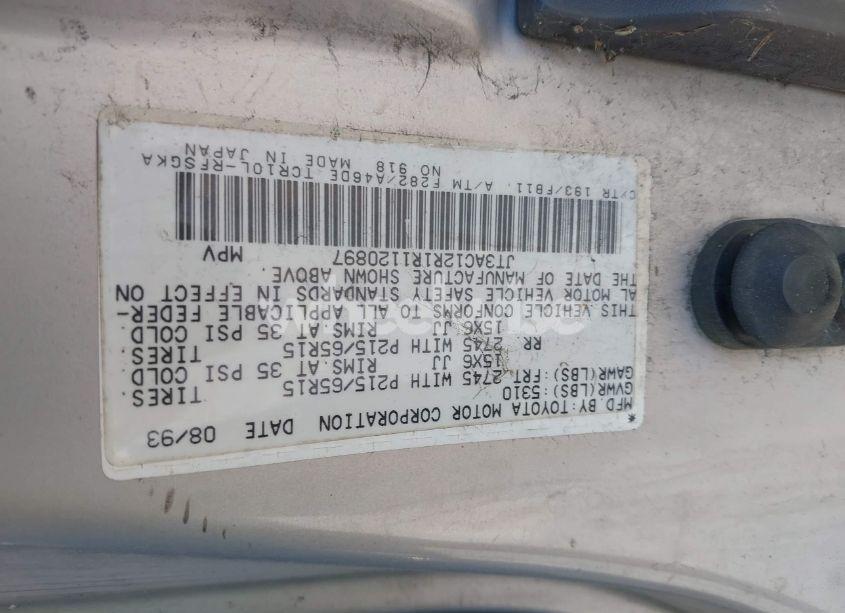 * MFD.BY:TOYOTA MOTOR CORPORATION DATE 08/93
GVWR(LBS):5310
GAWR(LBS):FRT. 2745 WITH P215/65R15 TIRES.
15X6 JJ RIMS.AT 35 PSI COLD
RR. 2745 WITH P215/65R15 TIRES.
15X6 JJ RIMS.AT 35 PSI COLD
THIS VEHICLE CONFORMS TO ALL APPLICABLE FEDER-
AL MOTOR VEHICLE SAFETY STANDARDS IN EFFECT ON
THE DATE OF MANUFACTURE SHOWN ABOVE.
JT3AC12R1R1120897 MPV
C/TR 193/FB11. A/TM F282/A46DE TCR10L-RFSGKA
NO 918 MADE IN JAPAN